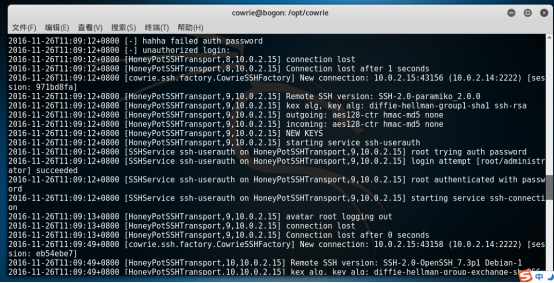 cowrie@bogon: /opt/cowrie
文件(F) 编辑(E) 查看(V) 搜索(S) 终端(T) 帮助(H)
2016-11-26T11:09:12+0800 [-] hahha failed auth password
2016-11-26T11:09:12+0800 [-] unauthorized login:
2016-11-26T11:09:12+0800 [HoneyPotSSHTransport,8,10.0.2.15] connection lost
2016-11-26T11:09:12+0800 [HoneyPotSSHTransport,8,10.0.2.15] Connection lost after 1 seconds
2016-11-26T11:09:12+0800 [cowrie.ssh.factory.CowrieSSHFactory] New connection: 10.0.2.15:43156 (10.0.2.14:2222) [ses
sion: 971bd8fa]
2016-11-26T11:09:12+0800 [HoneyPotSSHTransport,9,10.0.2.15] Remote SSH version: SSH-2.0-paramiko_2.0.0
2016-11-26T11:09:12+0800 [HoneyPotSSHTransport,9,10.0.2.15] kex alg, key alg: diffie-hellman-group1-sha1 ssh-rsa
2016-11-26T11:09:12+0800 [HoneyPotSSHTransport,9,10.0.2.15] outgoing: aes128-ctr hmac-md5 none
2016-11-26T11:09:12+0800 [HoneyPotSSHTransport,9,10.0.2.15] incoming: aes128-ctr hmac-md5 none
2016-11-26T11:09:12+0800 [HoneyPotSSHTransport,9,10.0.2.15] NEW KEYS
2016-11-26T11:09:12+0800 [HoneyPotSSHTransport,9,10.0.2.15] starting service ssh-userauth
2016-11-26T11:09:12+0800 [SSHService ssh-userauth on HoneyPotSSHTransport,9,10.0.2.15] root trying auth password
2016-11-26T11:09:12+0800 [SSHService ssh-userauth on HoneyPotSSHTransport,9,10.0.2.15] login attempt [root/administr
ator] succeeded
2016-11-26T11:09:12+0800 [SSHService ssh-userauth on HoneyPotSSHTransport,9,10.0.2.15] root authenticated with passw
ord
2016-11-26T11:09:12+0800 [SSHService ssh-userauth on HoneyPotSSHTransport,9,10.0.2.15] starting service ssh-connecti
on
2016-11-26T11:09:13+0800 [HoneyPotSSHTransport,9,10.0.2.15] avatar root logging out
2016-11-26T11:09:13+0800 [HoneyPotSSHTransport,9,10.0.2.15] connection lost
2016-11-26T11:09:13+0800 [HoneyPotSSHTransport,9,10.0.2.15] Connection lost after 0 seconds
2016-11-26T11:09:49+0800 [cowrie.ssh.factory.CowrieSSHFactory] New connection: 10.0.2.15:43158 (10.0.2.14:2222) [ses
sion: eb54ebe7]
2016-11-26T11:09:49+0800 [HoneyPotSSHTransport,10,10.0.2.15] Remote SSH version: SSH-2.0-OpenSSH_7.3p1 Debian-1
2016-11-26T11:09:49+0800 [HoneyPotSSHTransport,10,10.0.2.15] kex alg, key alg:
中